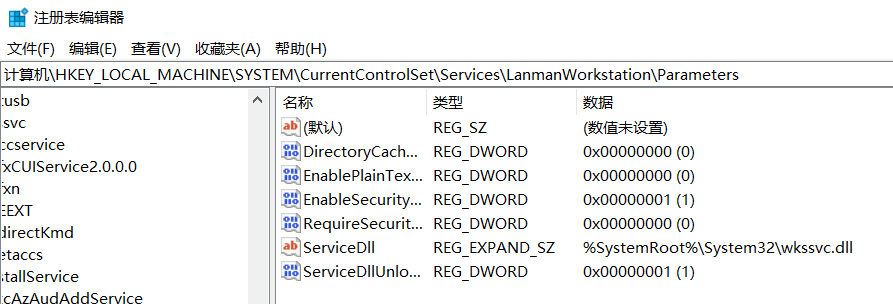 注册表编辑器
文件(F) 编辑(E) 查看(V) 收藏夹(A) 帮助(H)
计算机\HKEY_LOCAL_MACHINE\SYSTEM\CurrentControlSet\Services\LanmanWorkstation\Parameters
tusb
svc
ccservice
fxCUIService2.0.0.0
fxn
EEXT
directKmd
etaccs
stallService
cAzAudAddService
名称 类型 数据
(默认) REG_SZ (数值未设置)
DirectoryCach... REG_DWORD 0x00000000 (0)
EnablePlainTex... REG_DWORD 0x00000000 (0)
EnableSecurity... REG_DWORD 0x00000001 (1)
RequireSecurit... REG_DWORD 0x00000000 (0)
ServiceDll REG_EXPAND_SZ %SystemRoot%\System32\wkssvc.dll
ServiceDllUnlo... REG_DWORD 0x00000001 (1)